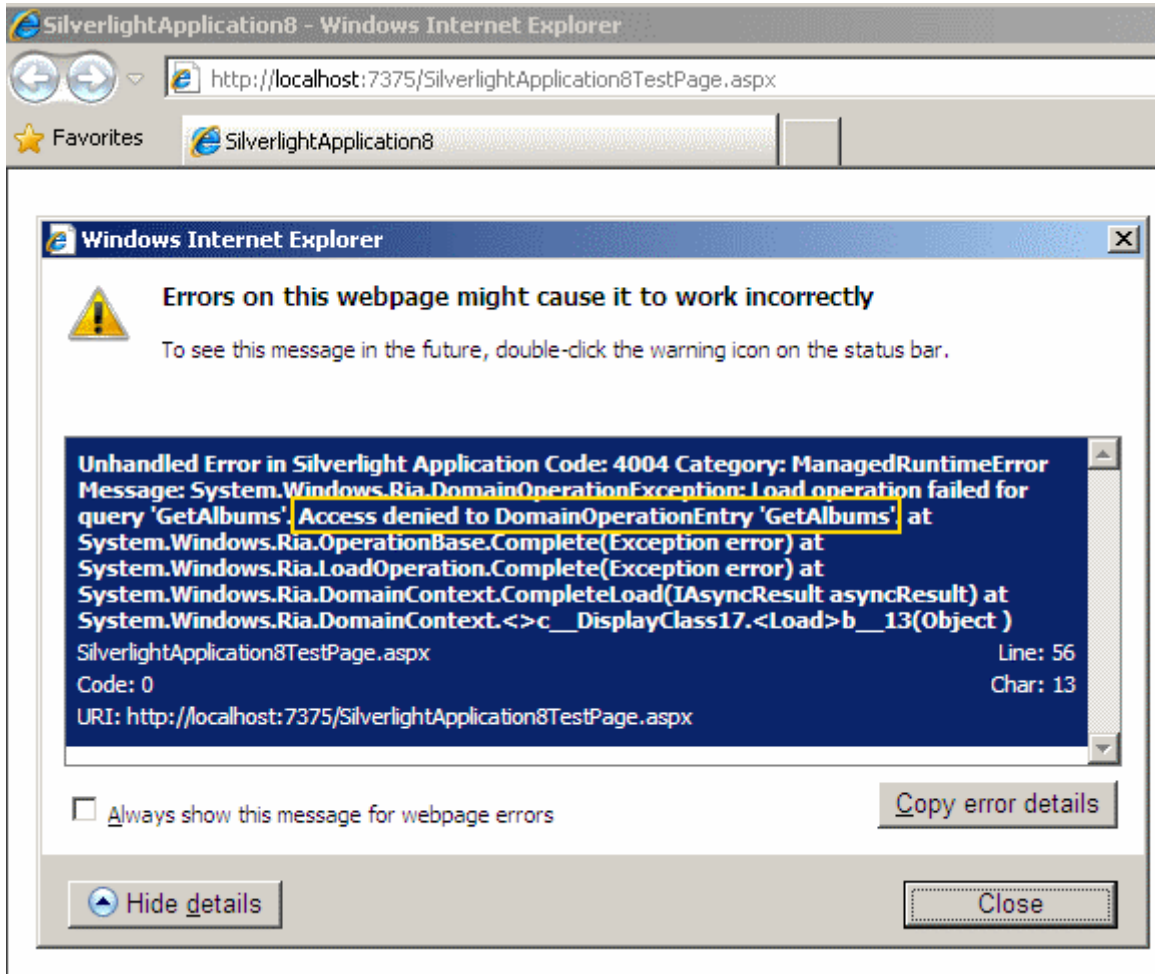 SilverlightApplication8 - Windows Internet Explorer
http://localhost:7375/SilverlightApplication8TestPage.aspx
Favorites
SilverlightApplication8
Windows Internet Explorer
Errors on this webpage might cause it to work incorrectly
To see this message in the future, double-click the warning icon on the status bar.
Unhandled Error in Silverlight Application Code: 4004 Category: ManagedRuntimeError
Message: System.Windows.Ria.DomainOperationException: Load operation failed for
query 'GetAlbums'. Access denied to DomainOperationEntry 'GetAlbums'. at
System.Windows.Ria.OperationBase.Complete(Exception error) at
System.Windows.Ria.LoadOperation.Complete(Exception error) at
System.Windows.Ria.DomainContext.CompleteLoad(IAsyncResult asyncResult) at
System.Windows.Ria.DomainContext.<>c__DisplayClass17.<Load>b__13(Object )
SilverlightApplication8TestPage.aspx Line: 56
Code: 0 Char: 13
URI: http://localhost:7375/SilverlightApplication8TestPage.aspx
Always show this message for webpage errors
Copy error details
Hide details
Close